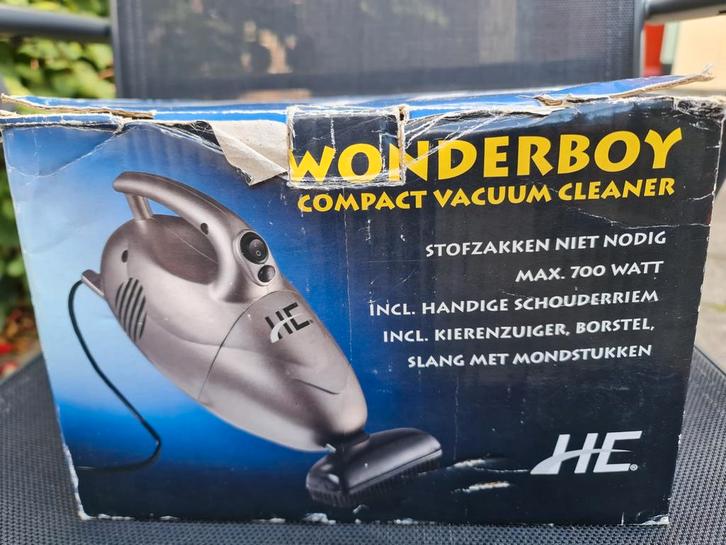 WONDERBOY
COMPACT VACUUM CLEANER
STOFZAKKEN NIET NODIG
MAX. 700 WATT
INCL. HANDIGE SCHOUDERRIEM
INCL. KIERENZUIGER, BORSTEL,
SLANG MET MONDSTUKKEN
HE
HE®